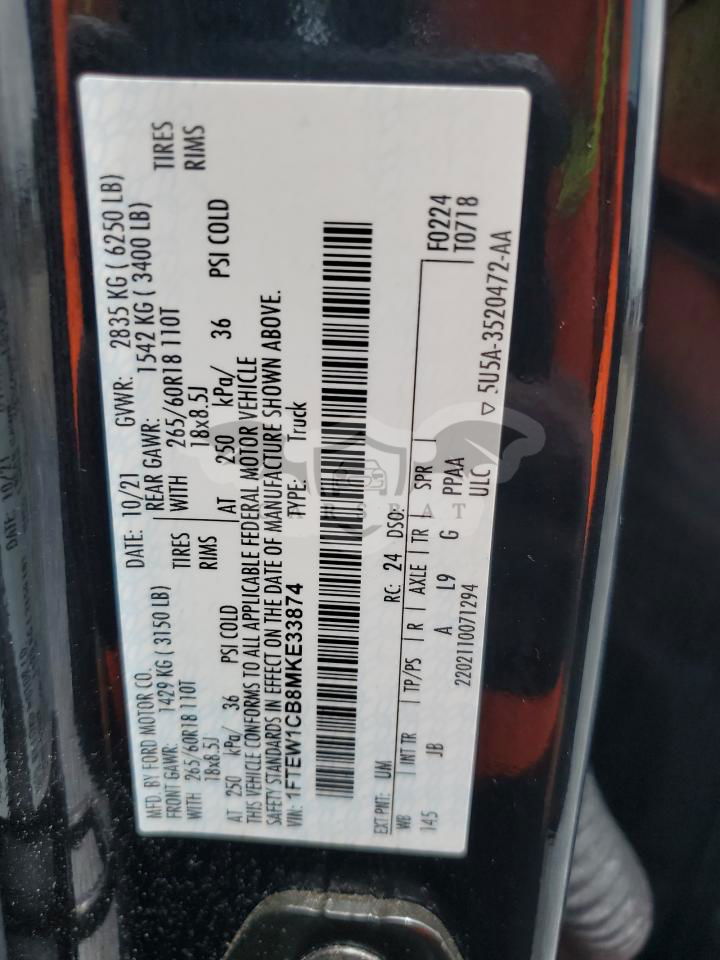 MFD. BY FORD MOTOR CO.
DATE: 10/21 GVWR: 2835 KG ( 6250 LB)
FRONT GAWR: 1429 KG ( 3150 LB) REAR GAWR: 1542 KG ( 3400 LB)
WITH 265/60R18 110T TIRES WITH 265/60R18 110T TIRES
18x8.5J RIMS 18x8.5J RIMS
AT 250 kPa/ 36 PSI COLD AT 250 kPa/ 36 PSI COLD
THIS VEHICLE CONFORMS TO ALL APPLICABLE FEDERAL MOTOR VEHICLE
SAFETY STANDARDS IN EFFECT ON THE DATE OF MANUFACTURE SHOWN ABOVE.
VIN: 1FTEW1CB8MKE33874 TYPE: Truck
EXT PNT: UM RC: 24 DSO: F0224
WB INT TR TP/PS R AXLE TR SPR T0718
145 JB A L9 G PPAA
2202110071294 ULC ▽ 5U5A-3520472-AA